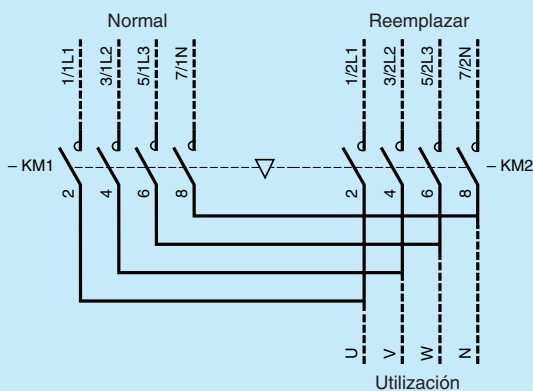 Normal
Reemplazar
1/1L1
3/1L2
5/1L3
7/1N
1/2L1
3/2L2
5/2L3
7/2N
– KM1
– KM2
2
4
6
8
2
4
6
8
U
V
W
N
Utilización